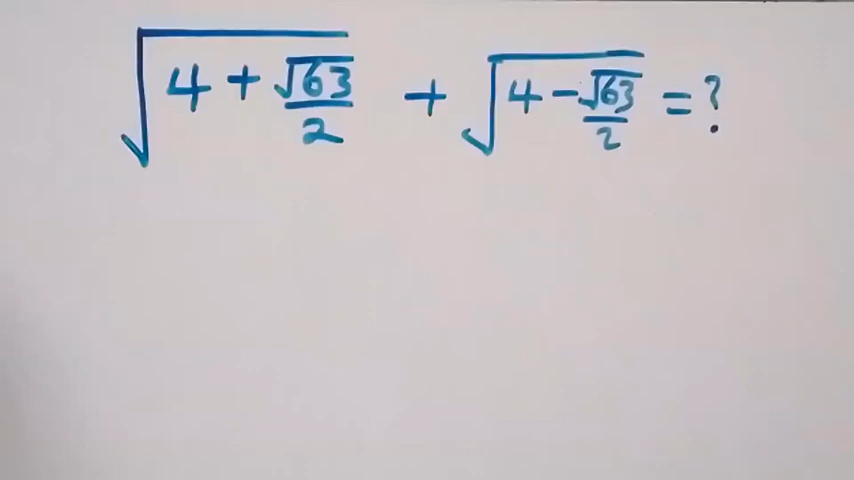 √(4 + √63/2) + √(4 − √63/2) = ?